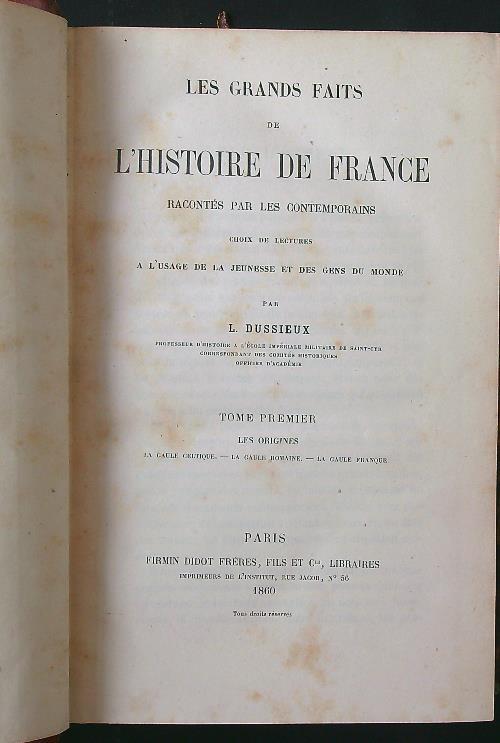 LES GRANDS FAITS
DE
L'HISTOIRE DE FRANCE
RACONTÉS PAR LES CONTEMPORAINS
CHOIX DE LECTURES
A L'USAGE DE LA JEUNESSE ET DES GENS DU MONDE
PAR
L. DUSSIEUX
PROFESSEUR D'HISTOIRE A L'ÉCOLE IMPÉRIALE MILITAIRE DE SAINT-CYR
CORRESPONDANT DES COMITÉS HISTORIQUES
OFFICIER D'ACADÉMIE
TOME PREMIER
LES ORIGINES
LA GAULE CELTIQUE. — LA GAULE ROMAINE. — LA GAULE FRANQUE
PARIS
FIRMIN DIDOT FRÈRES, FILS ET Cie, LIBRAIRES
IMPRIMEURS DE L'INSTITUT, RUE JACOB, N° 56
1860
Tous droits réservés